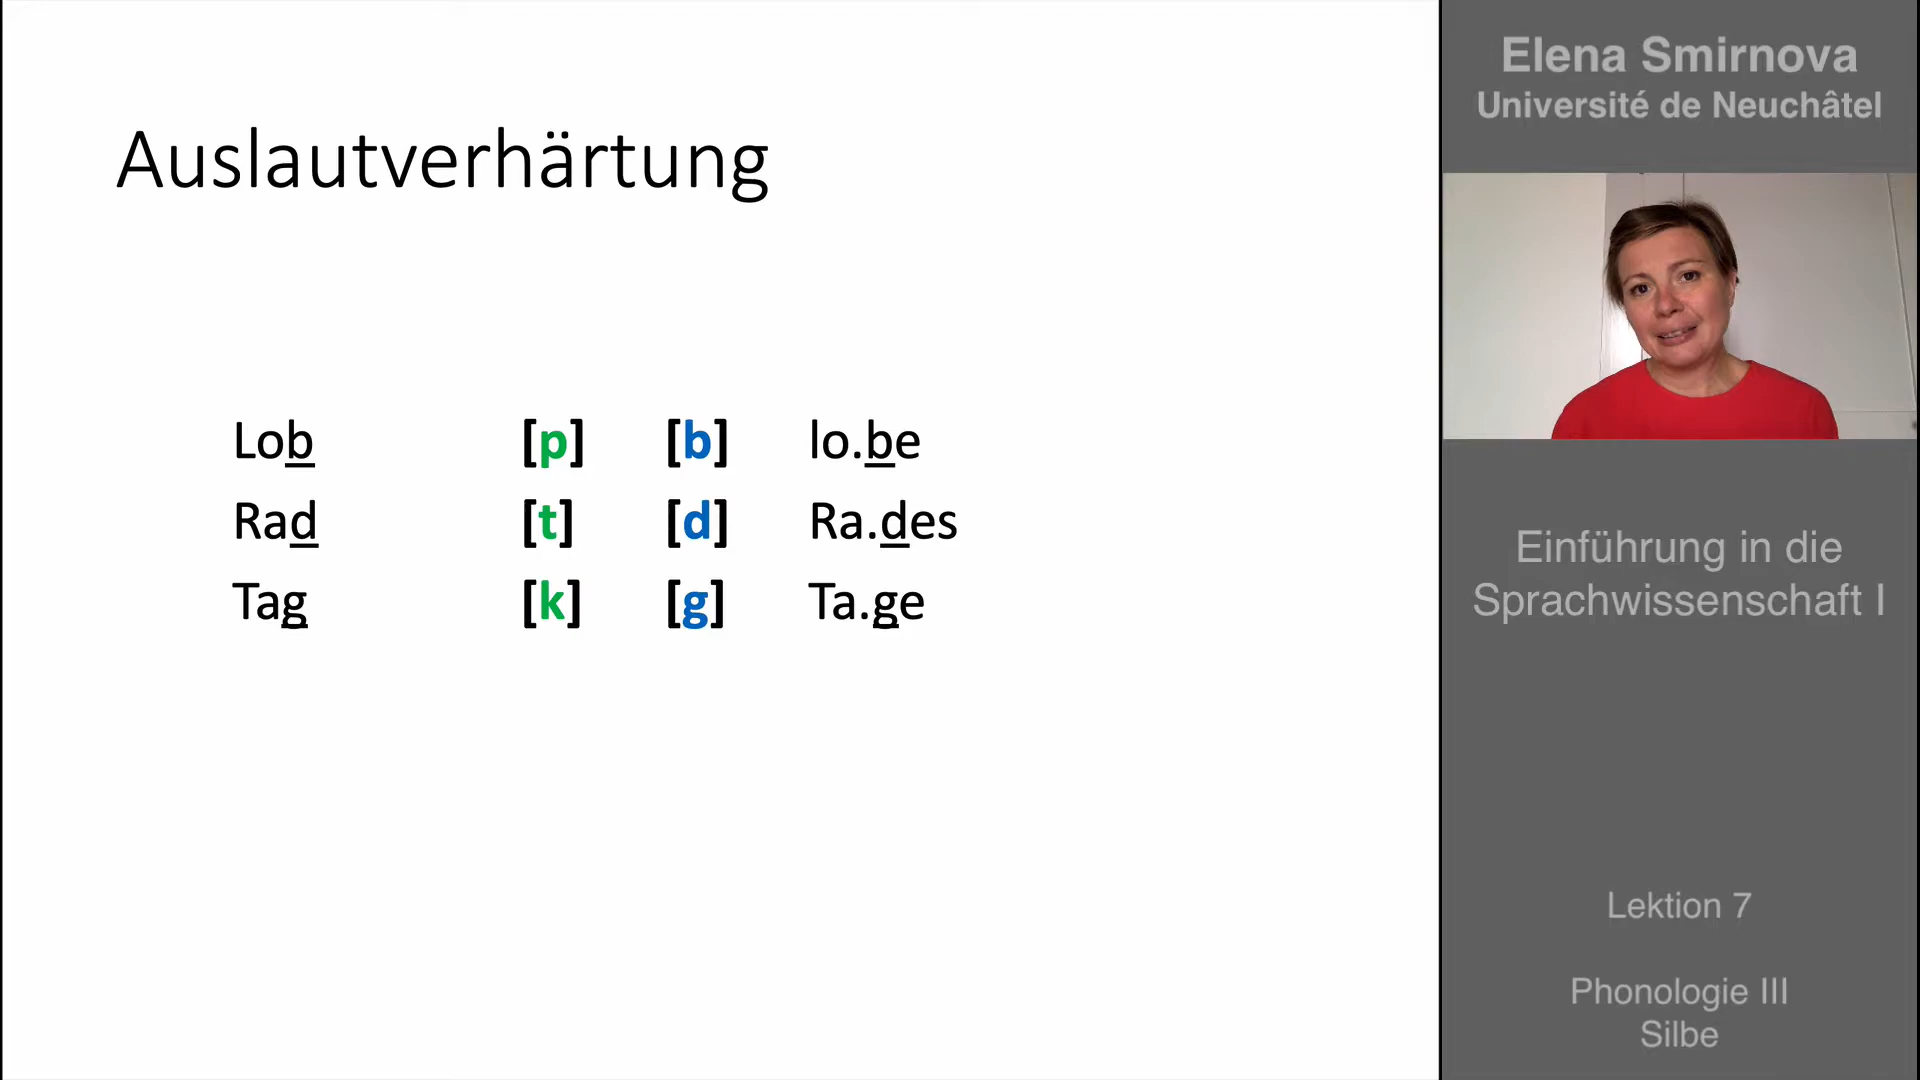 Auslautverhärtung
Lob [p] [b] lo.be
Rad [t] [d] Ra.des
Tag [k] [g] Ta.ge
Elena Smirnova
Université de Neuchâtel
Einführung in die
Sprachwissenschaft I
Lektion 7
Phonologie III
Silbe